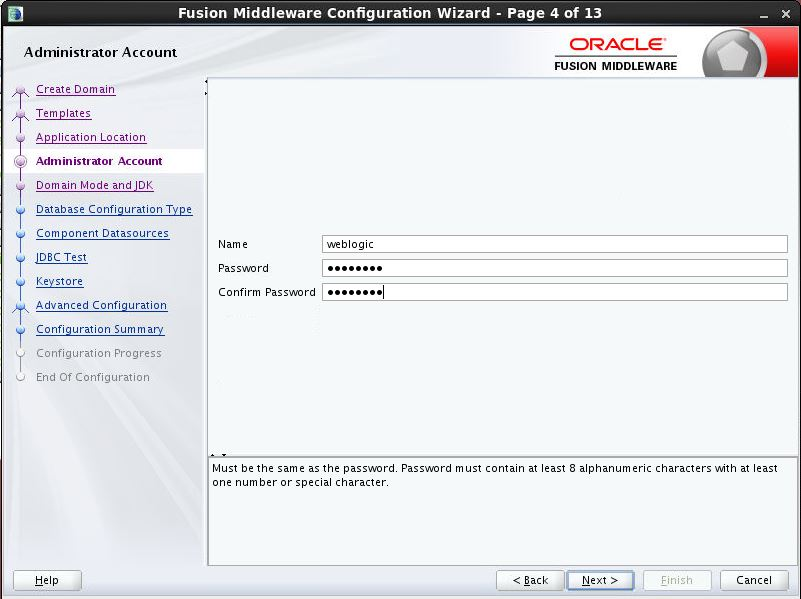 Fusion Middleware Configuration Wizard - Page 4 of 13
Administrator Account
ORACLE
FUSION MIDDLEWARE
Create Domain
Templates
Application Location
Administrator Account
Domain Mode and JDK
Database Configuration Type
Component Datasources
JDBC Test
Keystore
Advanced Configuration
Configuration Summary
Configuration Progress
End Of Configuration
Name weblogic
Password ••••••••
Confirm Password ••••••••
Must be the same as the password. Password must contain at least 8 alphanumeric characters with at least
one number or special character.
Help < Back Next > Finish Cancel